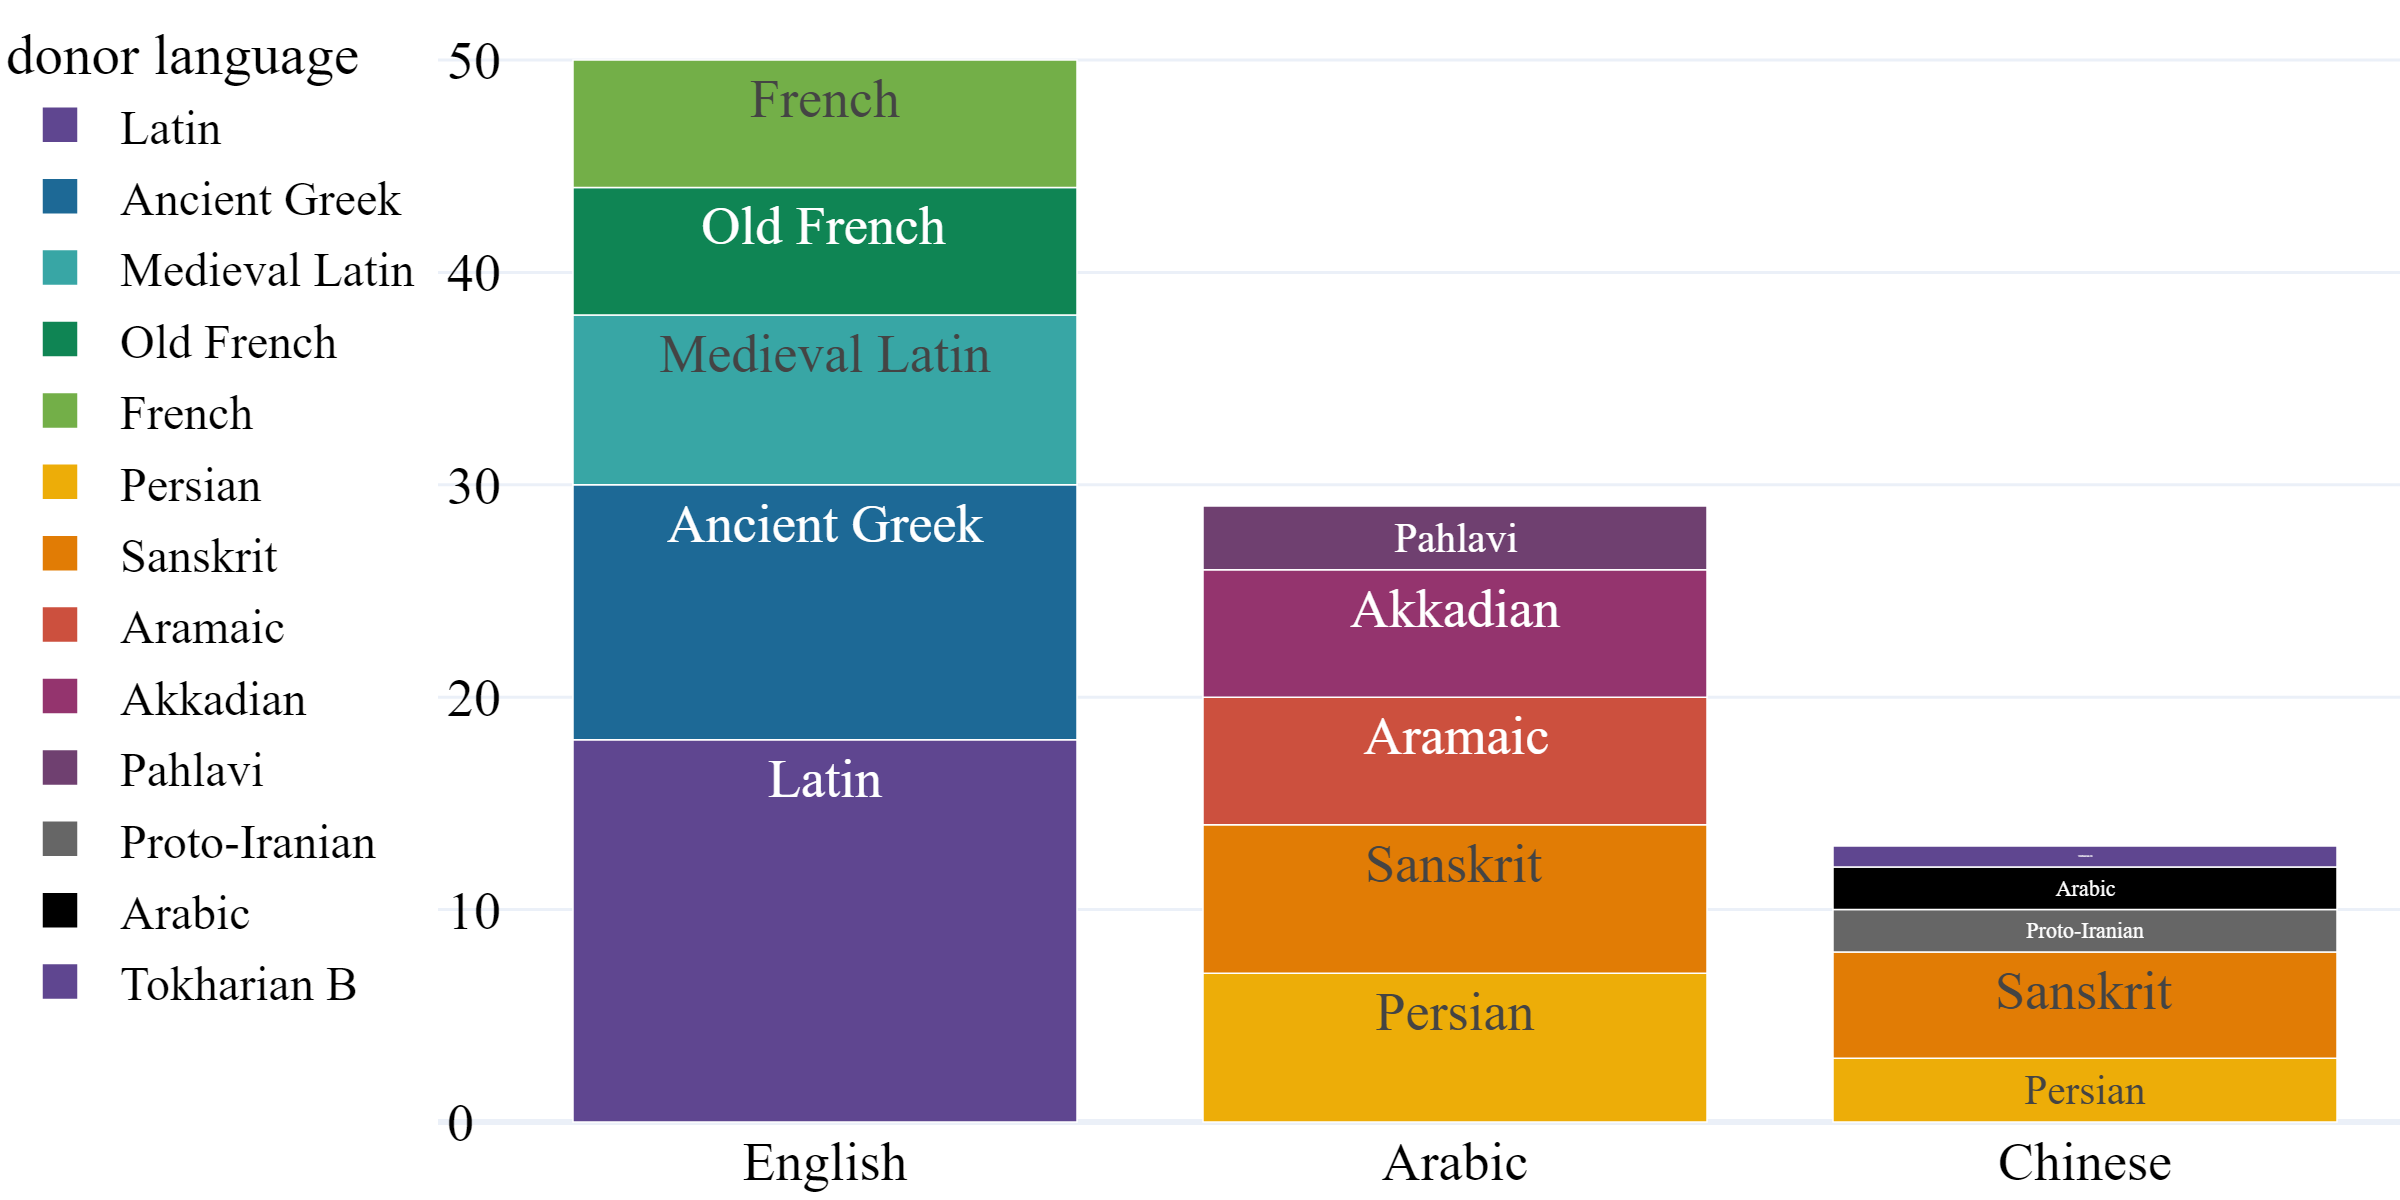 donor language
Latin
Ancient Greek
Medieval Latin
Old French
French
Persian
Sanskrit
Aramaic
Akkadian
Pahlavi
Proto-Iranian
Arabic
Tokharian B
50
40
30
20
10
0
French
Old French
Medieval Latin
Ancient Greek
Latin
Pahlavi
Akkadian
Aramaic
Sanskrit
Persian
Arabic
Proto-Iranian
Sanskrit
Persian
English
Arabic
Chinese